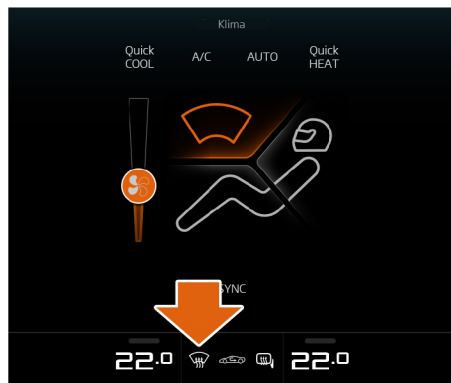 Klima
Quick COOL
A/C
AUTO
Quick HEAT
SYNC
22.0
22.0